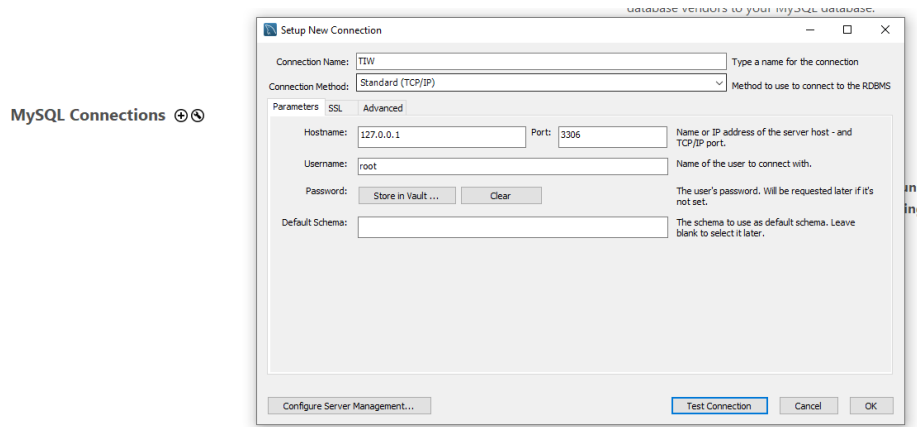 database vendors to your MySQL database.
MySQL Connections
Setup New Connection
Connection Name: TIW Type a name for the connection
Connection Method: Standard (TCP/IP) Method to use to connect to the RDBMS
Parameters SSL Advanced
Hostname: 127.0.0.1 Port: 3306 Name or IP address of the server host - and
TCP/IP port.
Username: root Name of the user to connect with.
Password: Store in Vault ... Clear The user's password. Will be requested later if it's
not set.
Default Schema: The schema to use as default schema. Leave
blank to select it later.
Configure Server Management... Test Connection Cancel OK